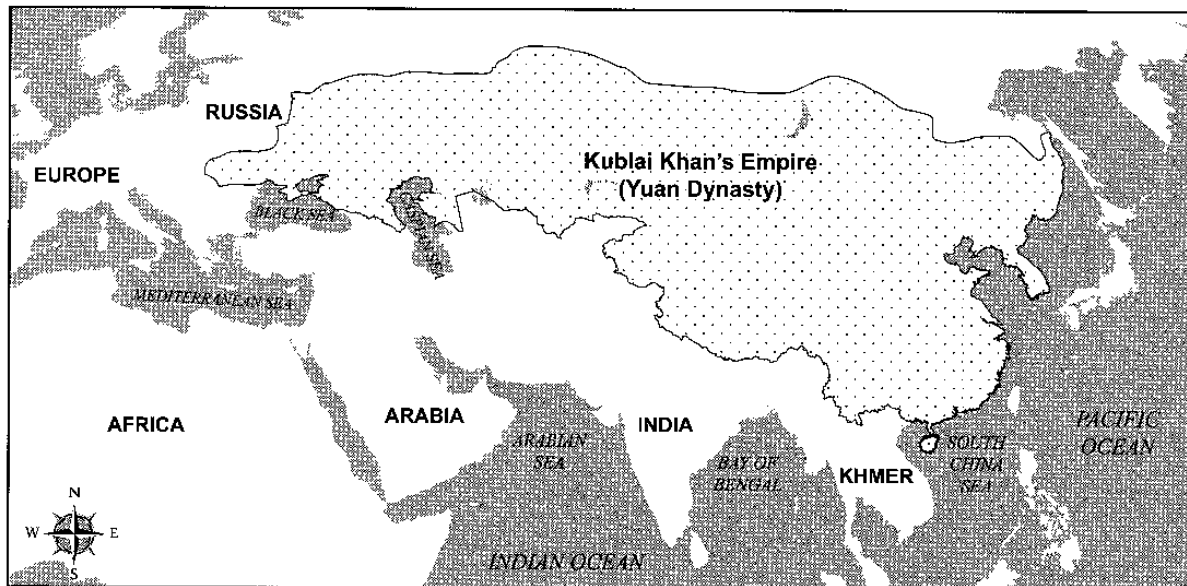 RUSSIA
EUROPE
Kublai Khan's Empire
(Yuan Dynasty)
BLACK SEA
CASPIAN SEA
MEDITERRANEAN SEA
AFRICA
ARABIA
INDIA
ARABIAN
SEA
BAY OF
BENGAL
KHMER
SOUTH
CHINA
SEA
PACIFIC
OCEAN
INDIAN OCEAN
N
W
E
S